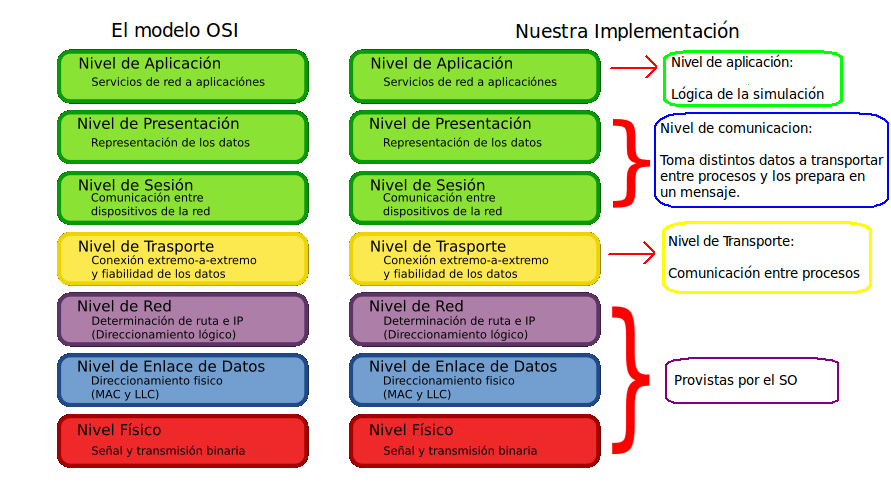 El modelo OSI
Nivel de Aplicación
Servicios de red a aplicaciónes
Nivel de Presentación
Representación de los datos
Nivel de Sesión
Comunicación entre
dispositivos de la red
Nivel de Trasporte
Conexión extremo-a-extremo
y fiabilidad de los datos
Nivel de Red
Determinación de ruta e IP
(Direccionamiento lógico)
Nivel de Enlace de Datos
Direccionamiento fisico
(MAC y LLC)
Nivel Físico
Señal y transmisión binaria
Nuestra Implementación
Nivel de Aplicación
Servicios de red a aplicaciónes
Nivel de Presentación
Representación de los datos
Nivel de Sesión
Comunicación entre
dispositivos de la red
Nivel de Trasporte
Conexión extremo-a-extremo
y fiabilidad de los datos
Nivel de Red
Determinación de ruta e IP
(Direccionamiento lógico)
Nivel de Enlace de Datos
Direccionamiento fisico
(MAC y LLC)
Nivel Físico
Señal y transmisión binaria
Nivel de aplicación:
Lógica de la simulación
Nivel de comunicacion:
Toma distintos datos a transportar
entre procesos y los prepara en
un mensaje.
Nivel de Transporte:
Comunicación entre procesos
Provistas por el SO